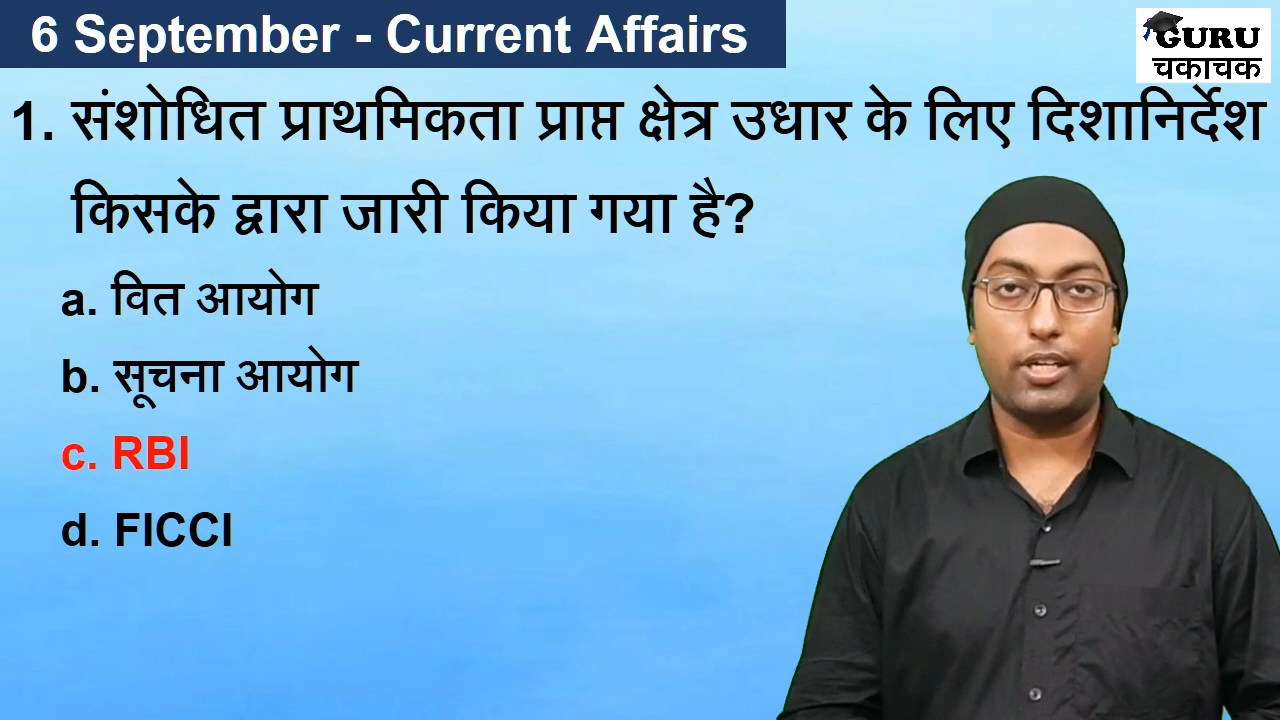 6 September - Current Affairs
GURU
चकाचक
1. संशोधित प्राथमिकता प्राप्त क्षेत्र उधार के लिए दिशानिर्देश
किसके द्वारा जारी किया गया है?
a. वित आयोग
b. सूचना आयोग
c. RBI
d. FICCI